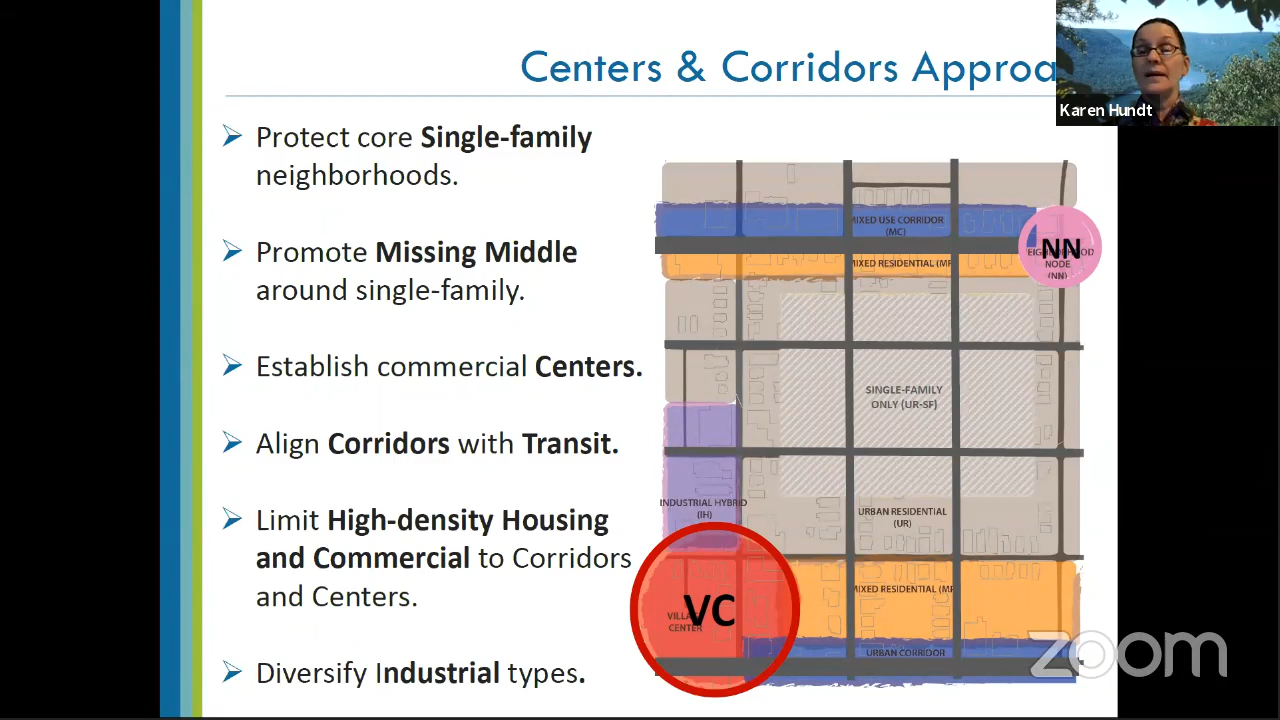 Centers & Corridors Approa
Karen Hundt
Protect core Single-family
neighborhoods.
Promote Missing Middle
around single-family.
Establish commercial Centers.
Align Corridors with Transit.
Limit High-density Housing
and Commercial to Corridors
and Centers.
Diversify Industrial types.
MIXED USE CORRIDOR
(MC)
NN
NODE
(NN)
MIXED RESIDENTIAL (MR
SINGLE-FAMILY
ONLY (UR-SF)
INDUSTRIAL HYBRID
(IH)
URBAN RESIDENTIAL
(UR)
VC
CENTER
MIXED RESIDENTIAL (MR
URBAN CORRIDOR
zoom